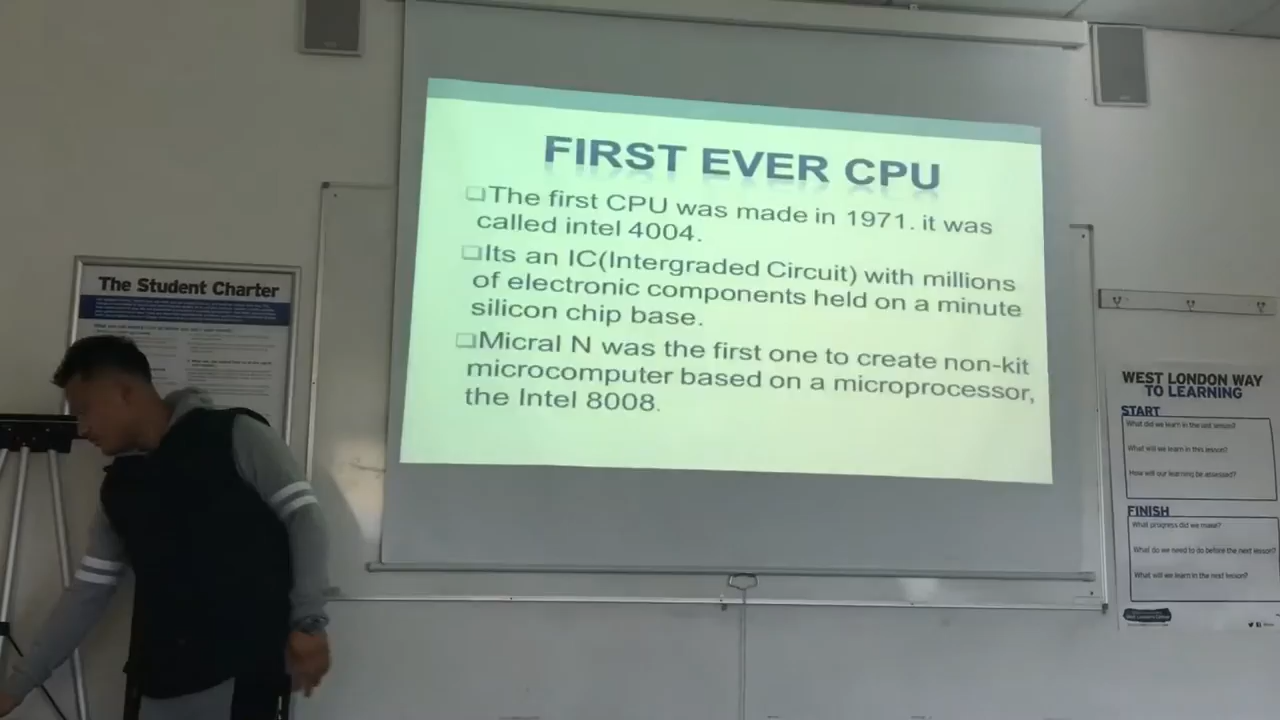 FIRST EVER CPU
The first CPU was made in 1971. it was
called intel 4004.
Its an IC(Intergraded Circuit) with millions
of electronic components held on a minute
silicon chip base.
Micral N was the first one to create non-kit
microcomputer based on a microprocessor,
the Intel 8008.
The Student Charter
WEST LONDON WAY
TO LEARNING
START
What did we learn in the last session?
What will we learn in this lesson?
How will our learning be assessed?
FINISH
What progress did we make?
What do we need to do before the next lesson?
What will we learn in the next lesson?